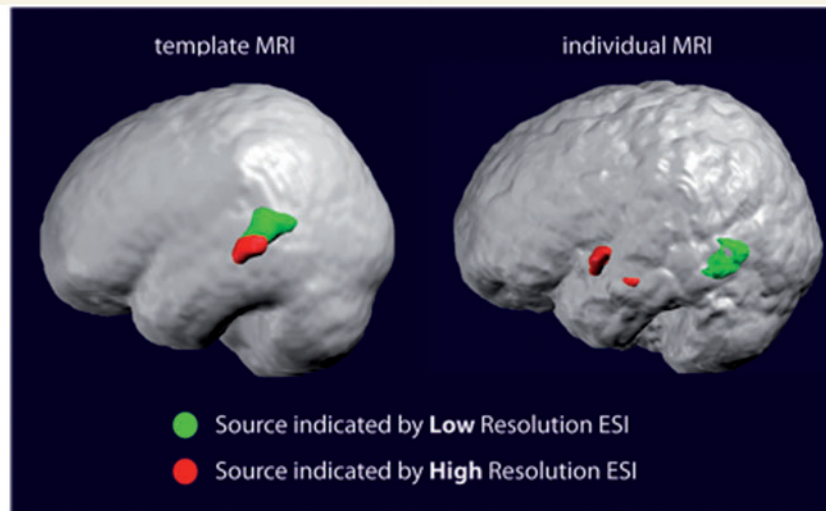 template MRI
individual MRI
Source indicated by Low Resolution ESI
Source indicated by High Resolution ESI